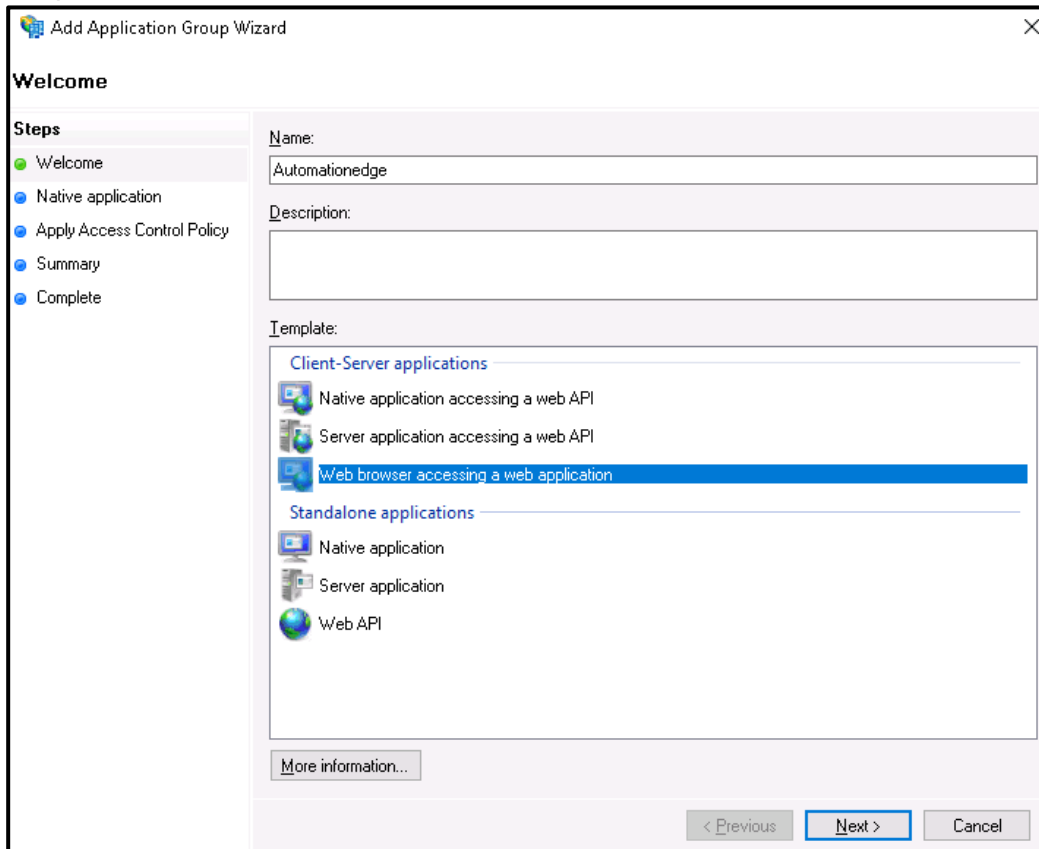 Add Application Group Wizard
Welcome
Steps
Welcome
Native application
Apply Access Control Policy
Summary
Complete
Name:
Automationedge
Description:
Template:
Client-Server applications
Native application accessing a web API
Server application accessing a web API
Web browser accessing a web application
Standalone applications
Native application
Server application
Web API
More information...
< Previous
Next >
Cancel